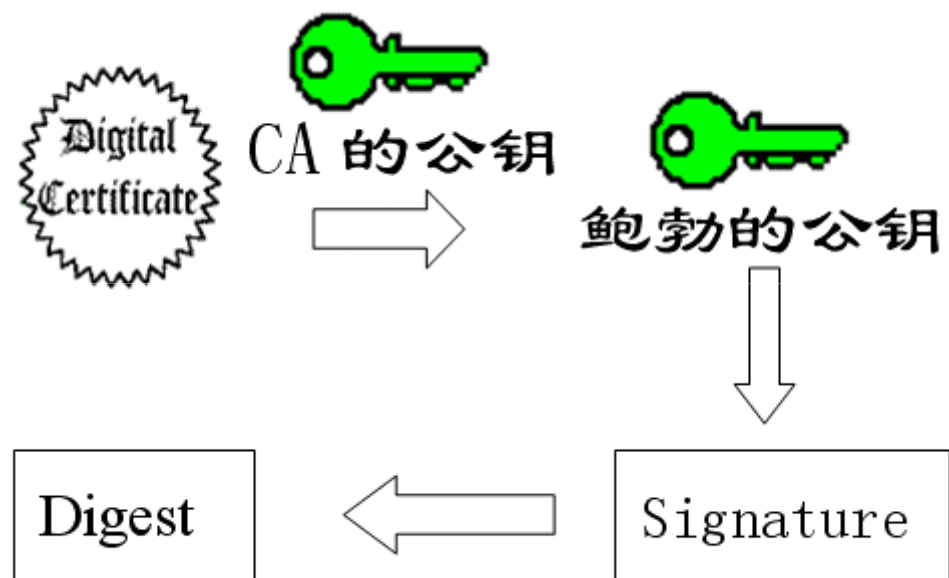 Digital
Certificate
CA 的公钥
鲍勃的公钥
Digest
Signature